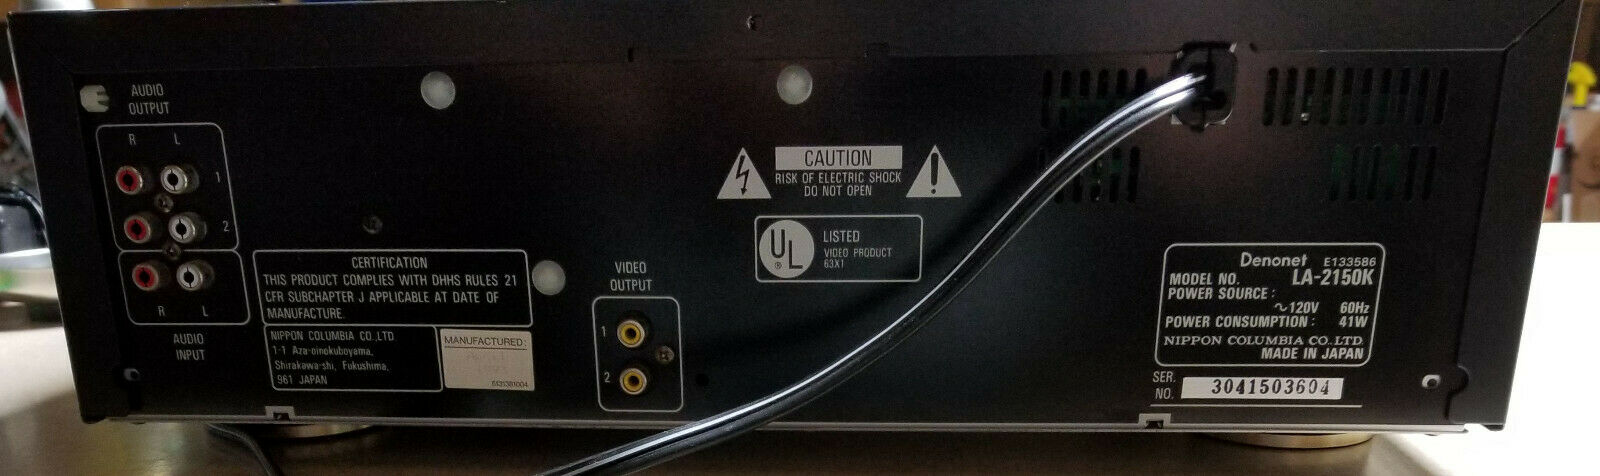 AUDIO
OUTPUT
R L
1
2
R L
AUDIO
INPUT
CERTIFICATION
THIS PRODUCT COMPLIES WITH DHHS RULES 21
CFR SUBCHAPTER J APPLICABLE AT DATE OF
MANUFACTURE.
NIPPON COLUMBIA CO.,LTD
1-1 Aza-oinokuboyama,
Shirakawa-shi, Fukushima,
961 JAPAN
MANUFACTURED:
VIDEO
OUTPUT
1
2
CAUTION
RISK OF ELECTRIC SHOCK
DO NOT OPEN
UL
LISTED
VIDEO PRODUCT
63X1
Denonet E133586
MODEL NO. LA-2150K
POWER SOURCE:
~120V 60Hz
POWER CONSUMPTION: 41W
NIPPON COLUMBIA CO. LTD.
MADE IN JAPAN
SER.
NO. 3041503604